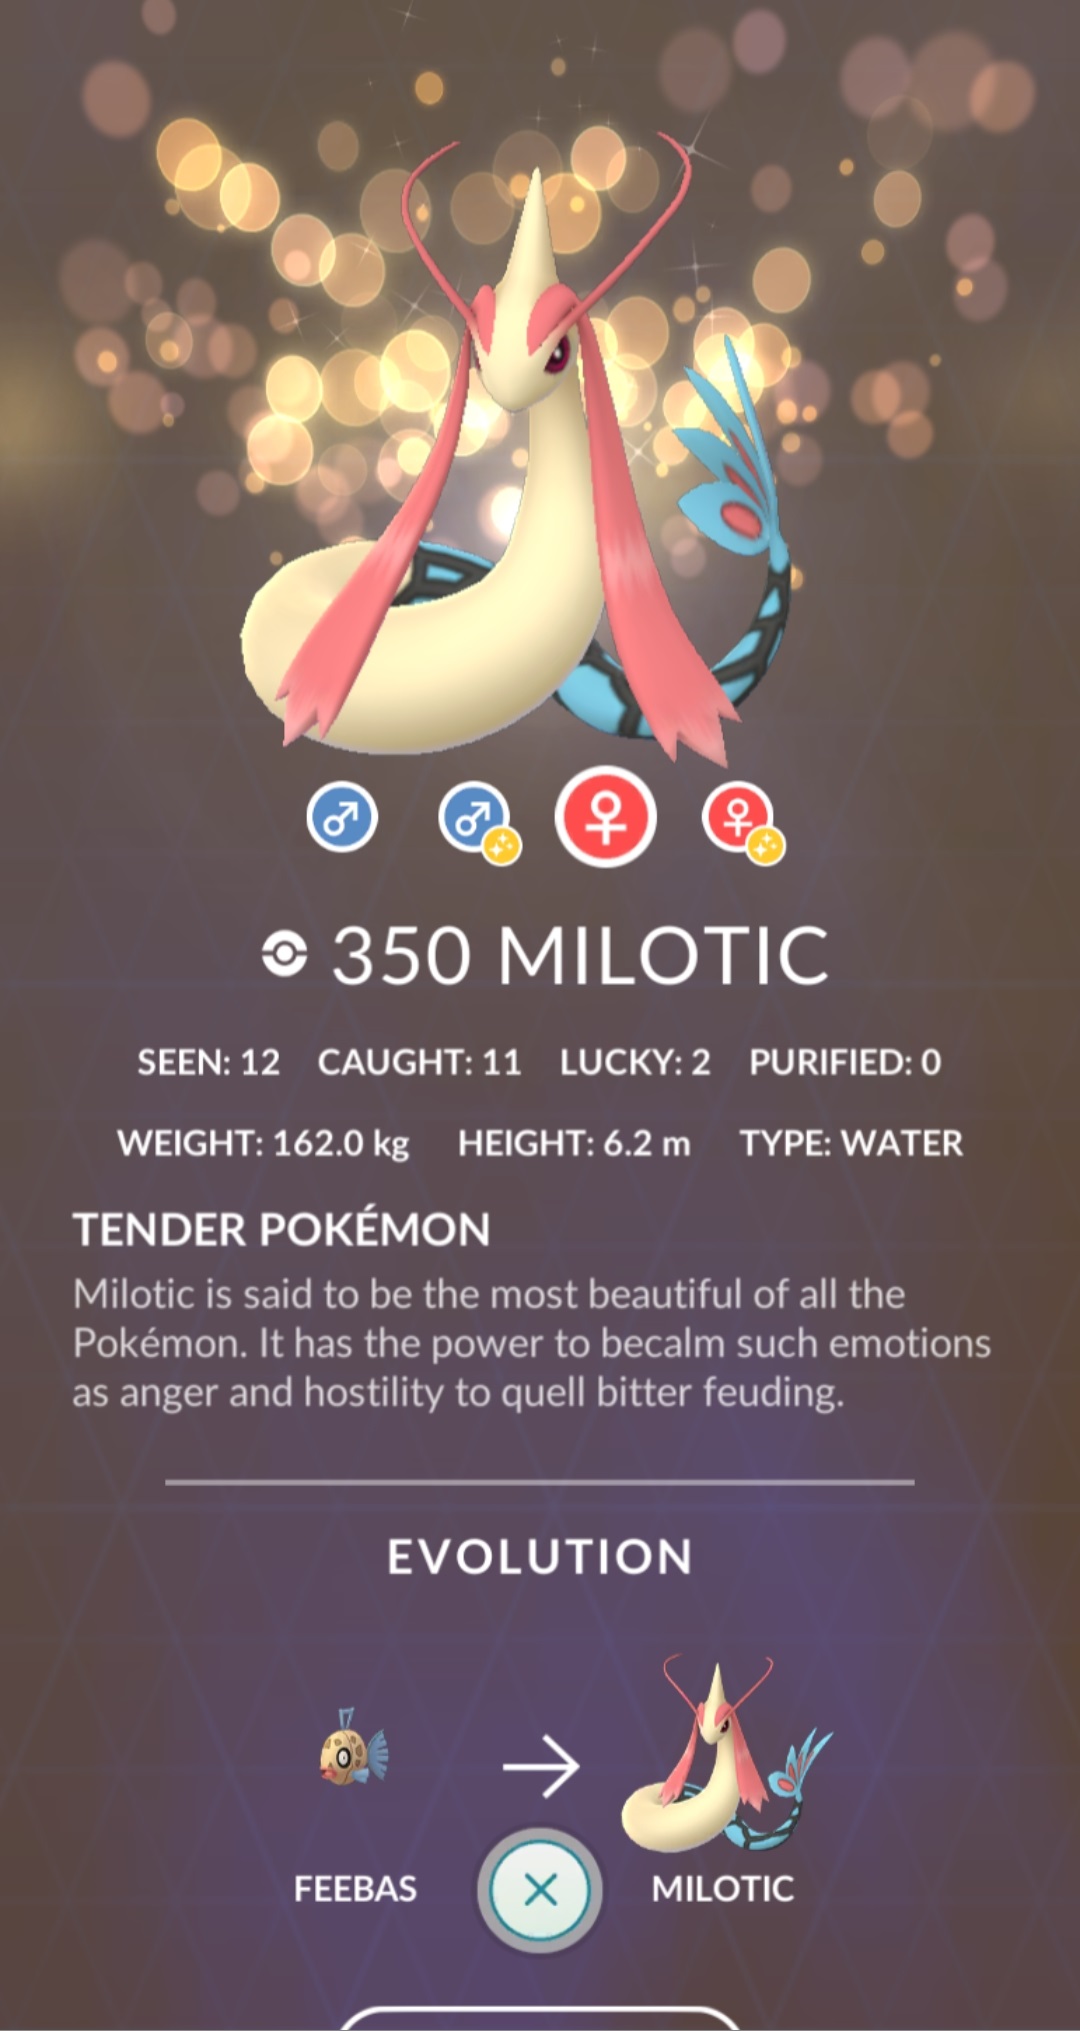 350 MILOTIC
SEEN: 12 CAUGHT: 11 LUCKY: 2 PURIFIED: 0
WEIGHT: 162.0 kg HEIGHT: 6.2 m TYPE: WATER
TENDER POKÉMON
Milotic is said to be the most beautiful of all the
Pokémon. It has the power to becalm such emotions
as anger and hostility to quell bitter feuding.
EVOLUTION
FEEBAS MILOTIC